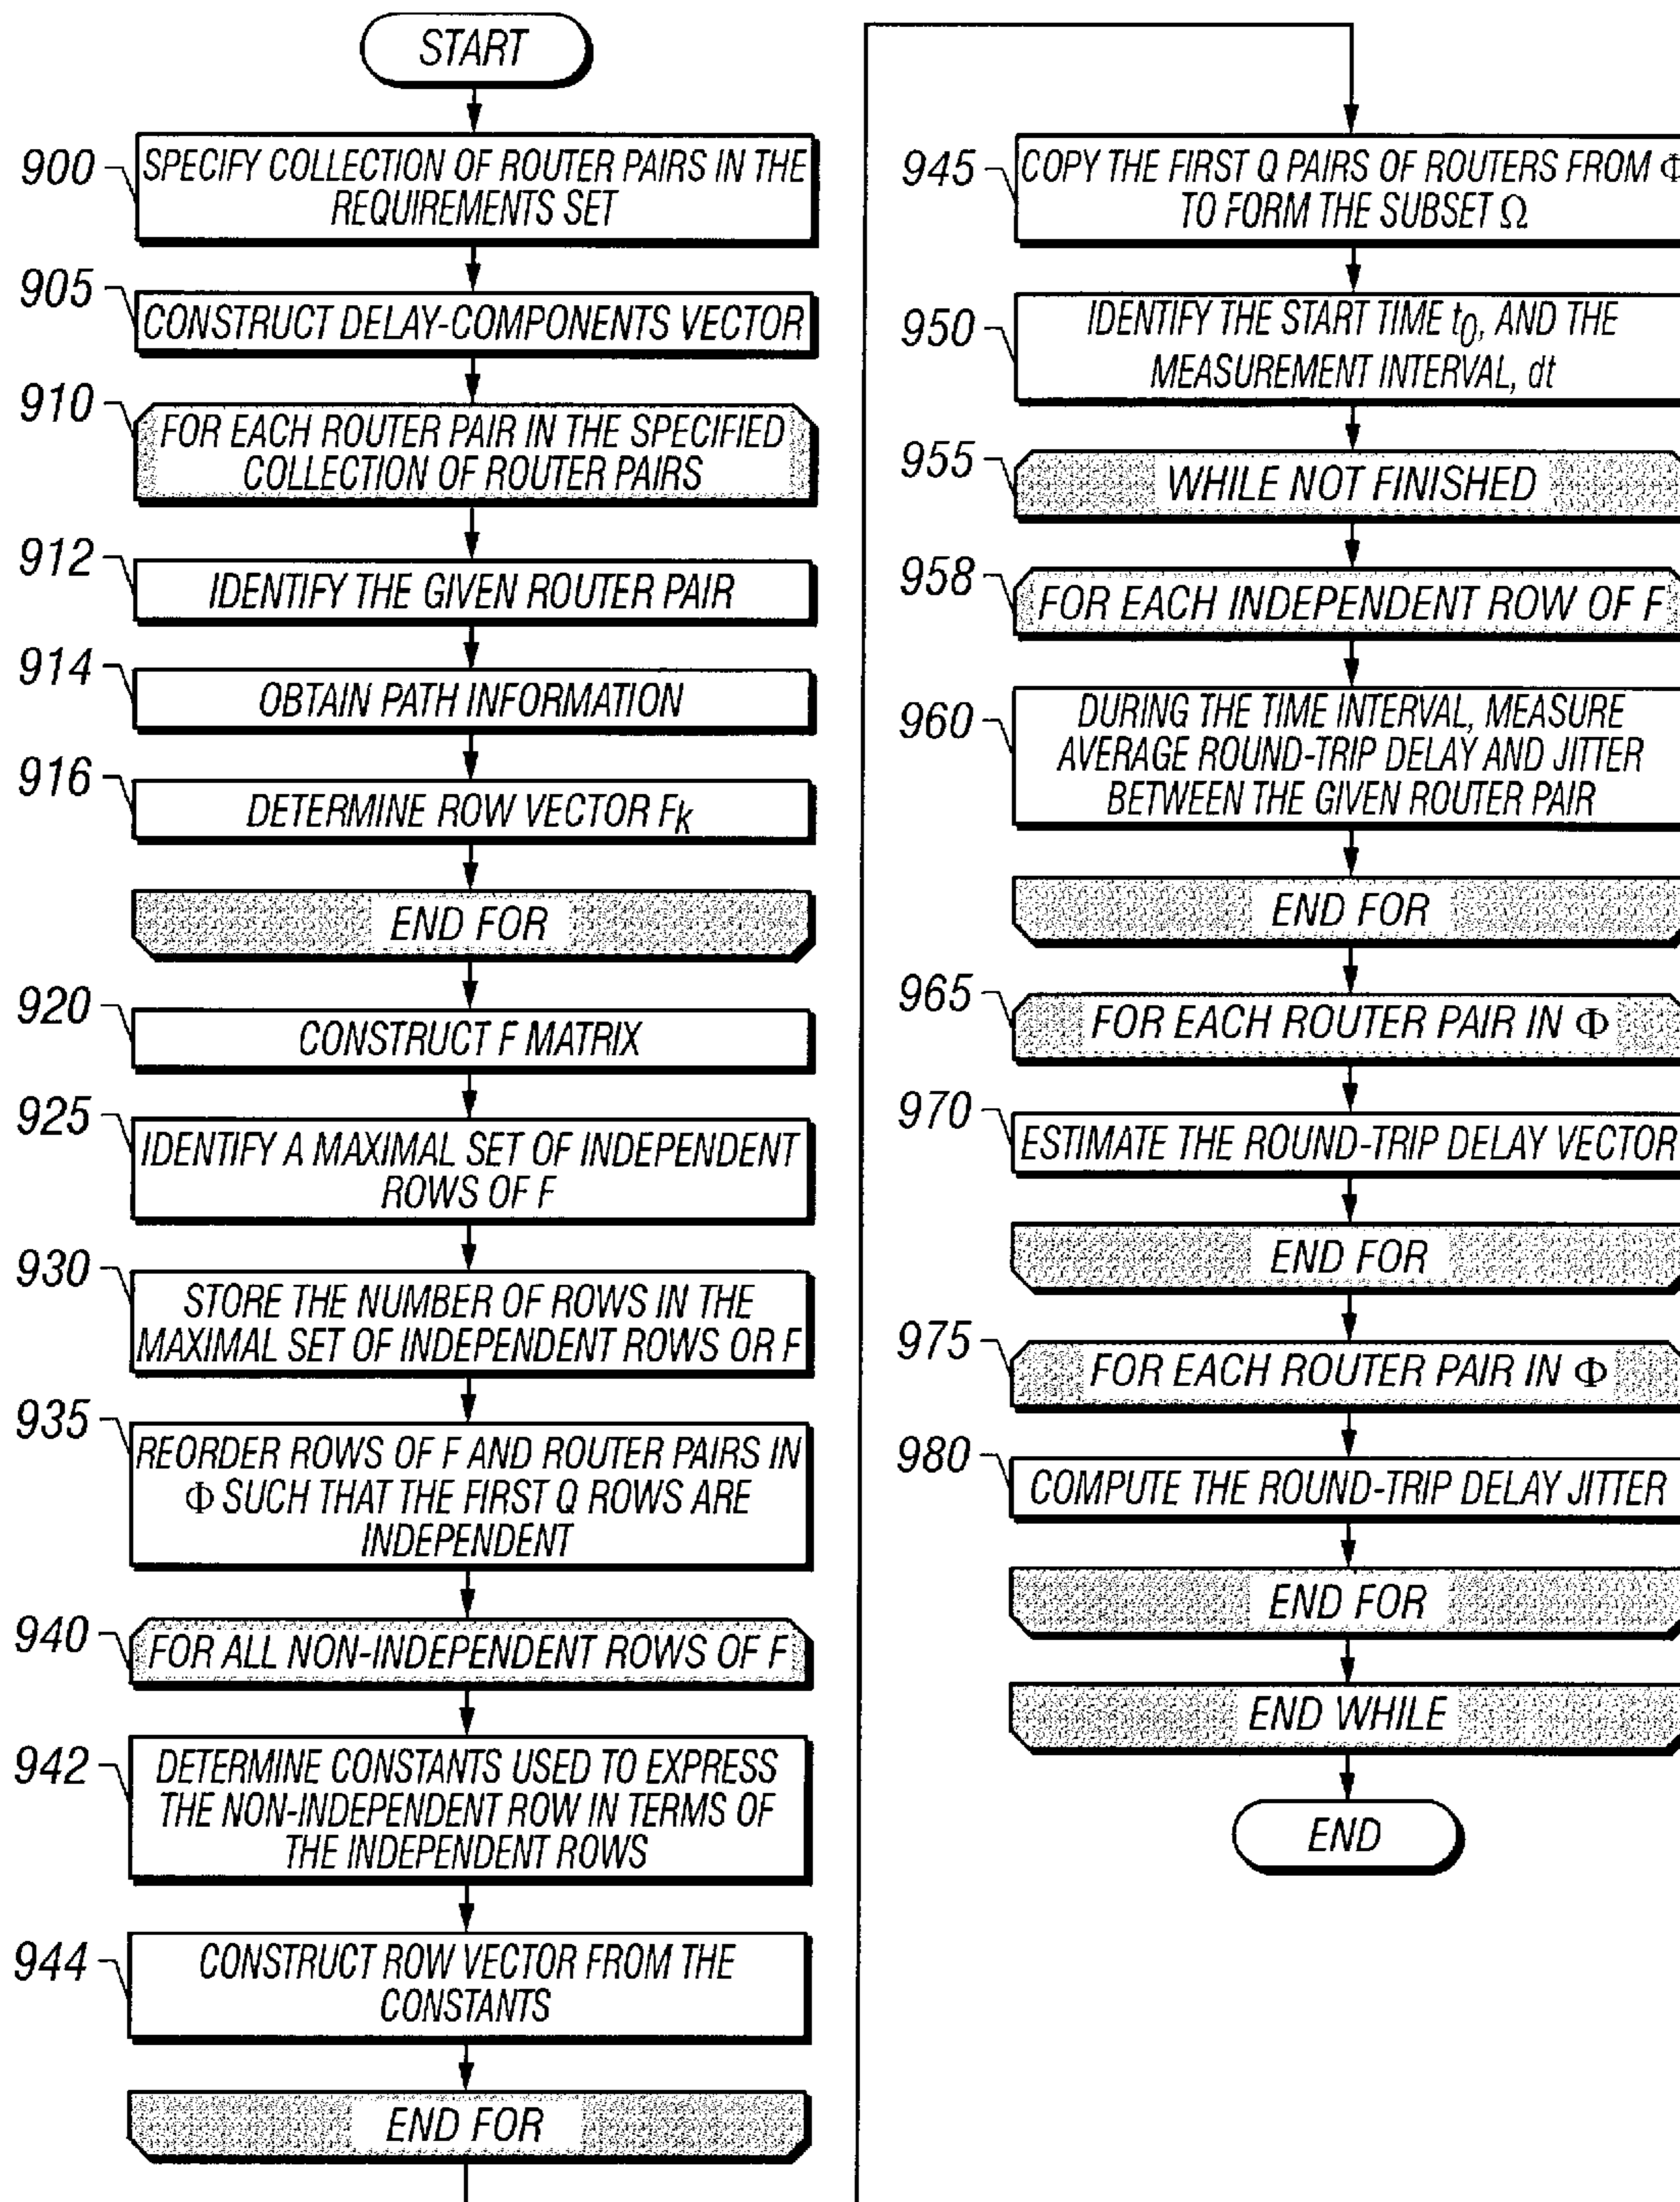 START
900
SPECIFY COLLECTION OF ROUTER PAIRS IN THE
REQUIREMENTS SET
905
CONSTRUCT DELAY-COMPONENTS VECTOR
910
FOR EACH ROUTER PAIR IN THE SPECIFIED
COLLECTION OF ROUTER PAIRS
912
IDENTIFY THE GIVEN ROUTER PAIR
914
OBTAIN PATH INFORMATION
916
DETERMINE ROW VECTOR Fk
END FOR
920
CONSTRUCT F MATRIX
925
IDENTIFY A MAXIMAL SET OF INDEPENDENT
ROWS OF F
930
STORE THE NUMBER OF ROWS IN THE
MAXIMAL SET OF INDEPENDENT ROWS OR F
935
REORDER ROWS OF F AND ROUTER PAIRS IN
Φ SUCH THAT THE FIRST Q ROWS ARE
INDEPENDENT
940
FOR ALL NON-INDEPENDENT ROWS OF F
942
DETERMINE CONSTANTS USED TO EXPRESS
THE NON-INDEPENDENT ROW IN TERMS OF
THE INDEPENDENT ROWS
944
CONSTRUCT ROW VECTOR FROM THE
CONSTANTS
END FOR
945
COPY THE FIRST Q PAIRS OF ROUTERS FROM Φ
TO FORM THE SUBSET Ω
950
IDENTIFY THE START TIME t0, AND THE
MEASUREMENT INTERVAL, dt
955
WHILE NOT FINISHED
958
FOR EACH INDEPENDENT ROW OF F
960
DURING THE TIME INTERVAL, MEASURE
AVERAGE ROUND-TRIP DELAY AND JITTER
BETWEEN THE GIVEN ROUTER PAIR
END FOR
965
FOR EACH ROUTER PAIR IN Φ
970
ESTIMATE THE ROUND-TRIP DELAY VECTOR
END FOR
975
FOR EACH ROUTER PAIR IN Φ
980
COMPUTE THE ROUND-TRIP DELAY JITTER
END FOR
END WHILE
END